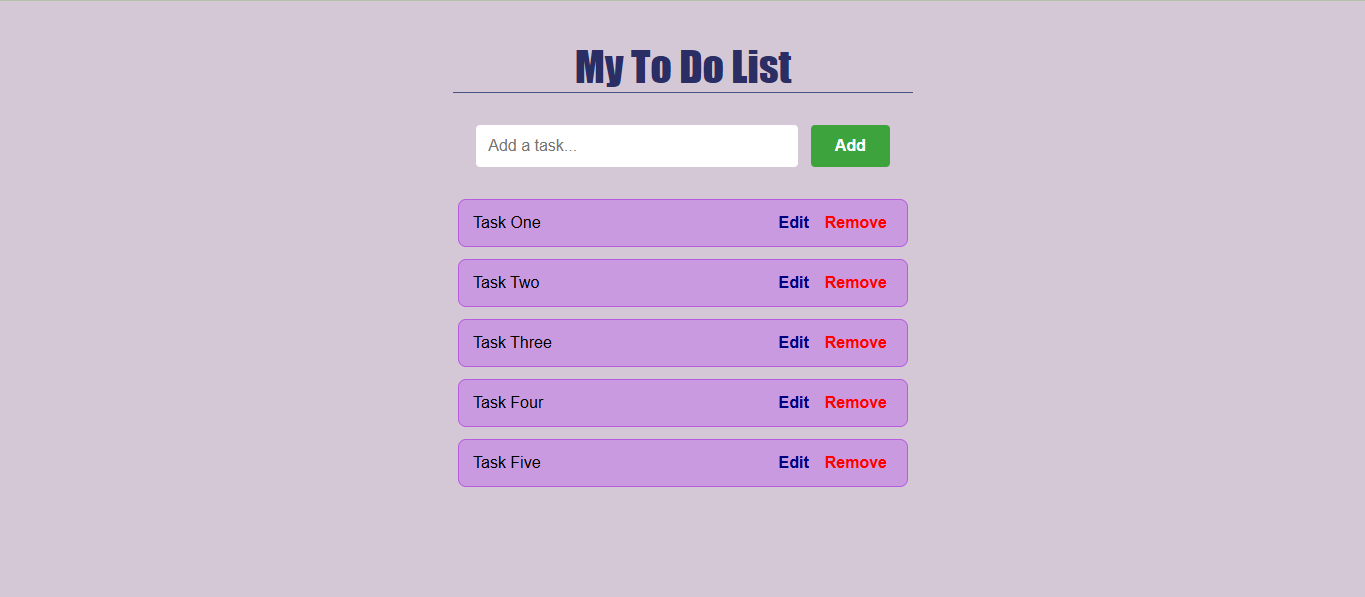 My To Do List
Add a task... Add
Task One Edit Remove
Task Two Edit Remove
Task Three Edit Remove
Task Four Edit Remove
Task Five Edit Remove